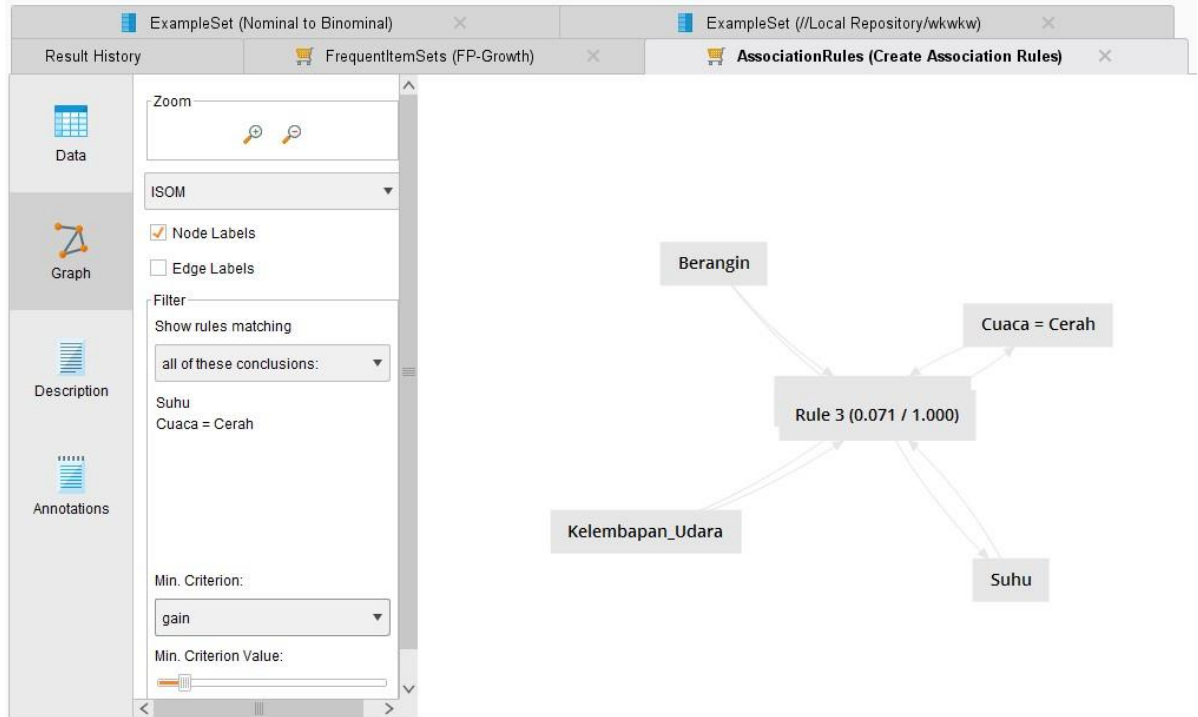 ExampleSet (Nominal to Binominal)
ExampleSet (//Local Repository/wkwkw)
Result History
FrequentItemSets (FP-Growth)
AssociationRules (Create Association Rules)
Data
Graph
Description
Annotations
Zoom
ISOM
Node Labels
Edge Labels
Filter
Show rules matching
all of these conclusions:
Suhu
Cuaca = Cerah
Min. Criterion:
gain
Min. Criterion Value:
Berangin
Cuaca = Cerah
Rule 3 (0.071 / 1.000)
Kelembapan_Udara
Suhu